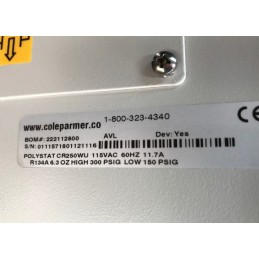 P
1-800-323-4340
www.coleparmer.co
BOM#: 222112800 AVL Dev: Yes
S/N: 0111571801121116
POLYSTAT CR250WU 115VAC 60HZ 11.7A
R134A 6.3 OZ HIGH 300 PSIG LOW 150 PSIG